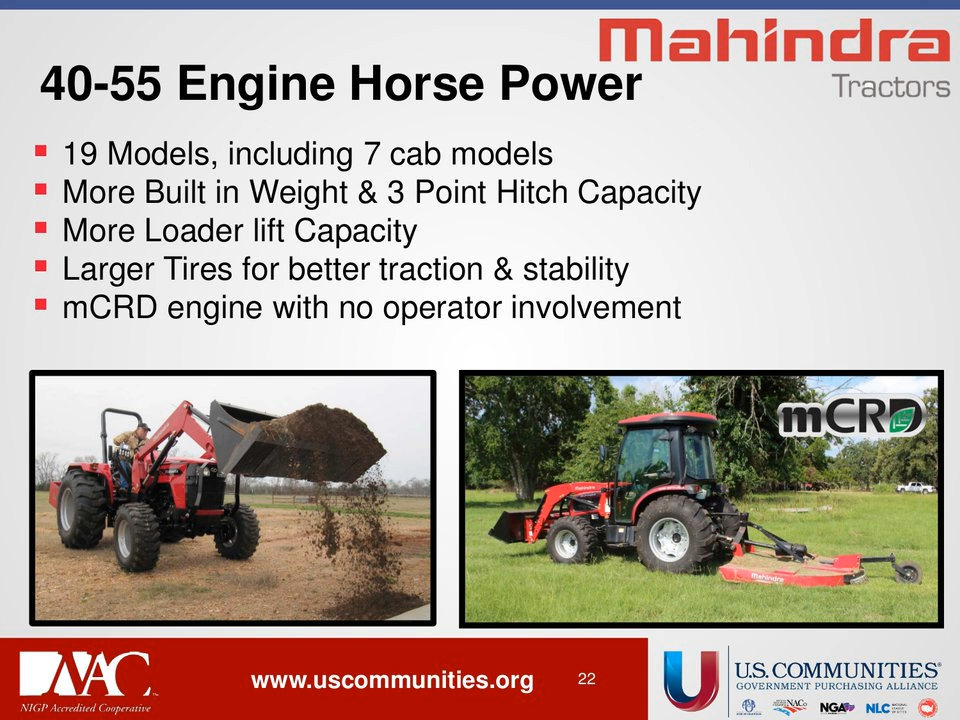 Mahindra
Tractors
40-55 Engine Horse Power
19 Models, including 7 cab models
More Built in Weight & 3 Point Hitch Capacity
More Loader lift Capacity
Larger Tires for better traction & stability
mCRD engine with no operator involvement
mCRD
Mahindra
NAC™
NIGP Accredited Cooperative
www.uscommunities.org
22
U.S. COMMUNITIES®
GOVERNMENT PURCHASING ALLIANCE
NACo
NGA
NLC